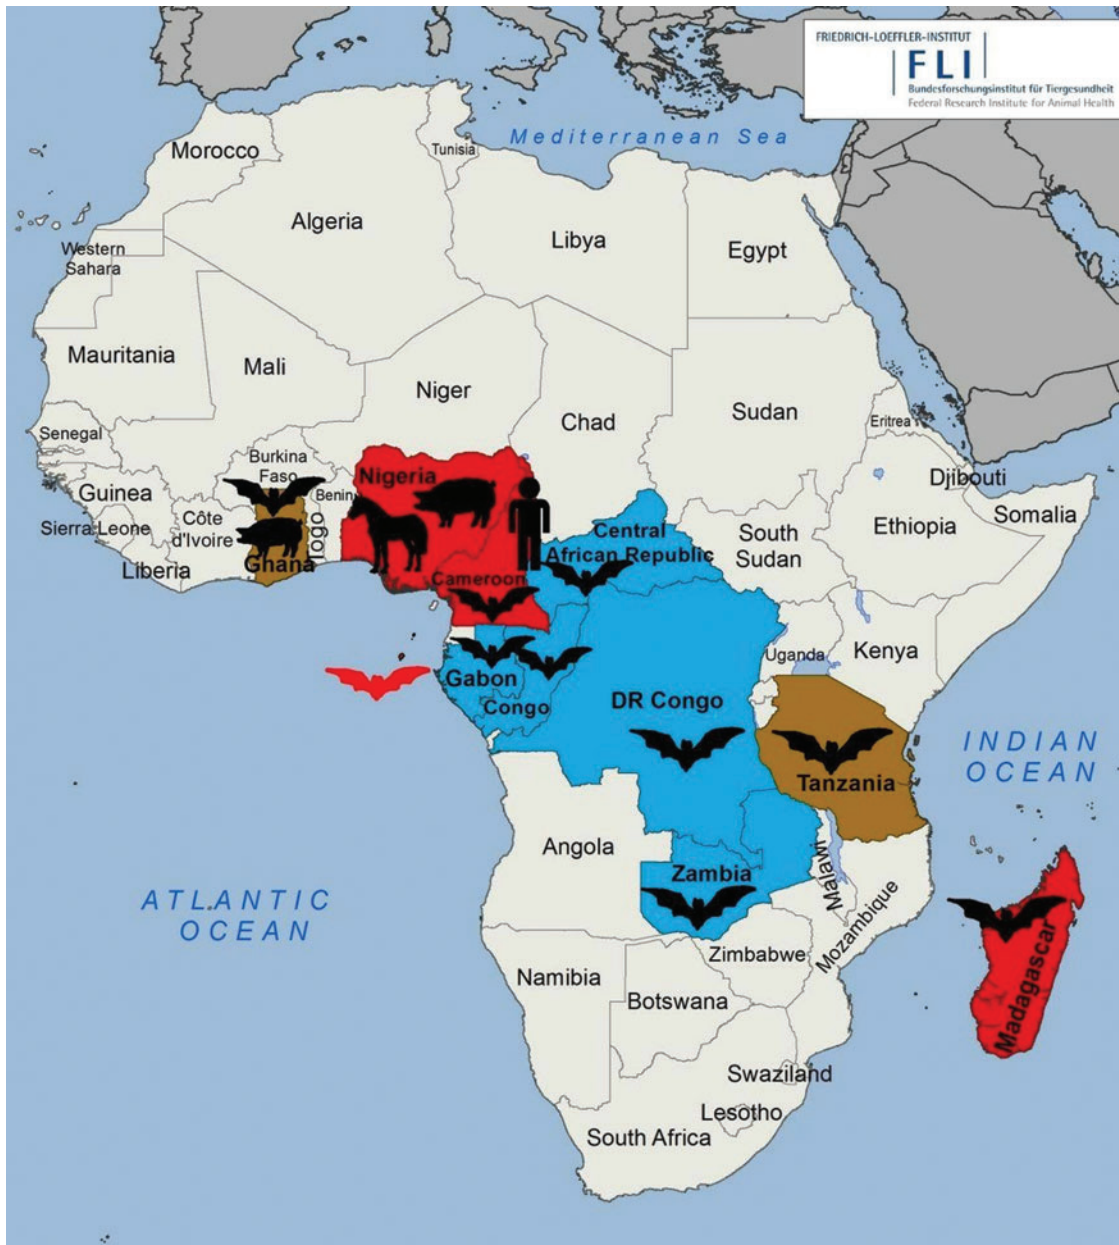 FRIEDRICH-LOEFFLER-INSTITUT
FLI
Bundesforschungsinstitut für Tiergesundheit
Federal Research Institute for Animal Health
Mediterranean Sea
Morocco
Tunisia
Algeria
Libya
Egypt
Western
Sahara
Mauritania
Mali
Niger
Chad
Sudan
Eritrea
Senegal
Burkina
Faso
Nigeria
Benin
Djibouti
Guinea
Somalia
Sierra Leone
Côte
d'Ivoire
Togo
Ghana
Liberia
Central
African Republic
South
Sudan
Ethiopia
Cameroon
Uganda
Kenya
Gabon
Congo
DR Congo
INDIAN
OCEAN
Tanzania
Angola
Malawi
Zambia
ATLANTIC
OCEAN
Mozambique
Zimbabwe
Namibia
Botswana
Madagascar
Swaziland
Lesotho
South Africa